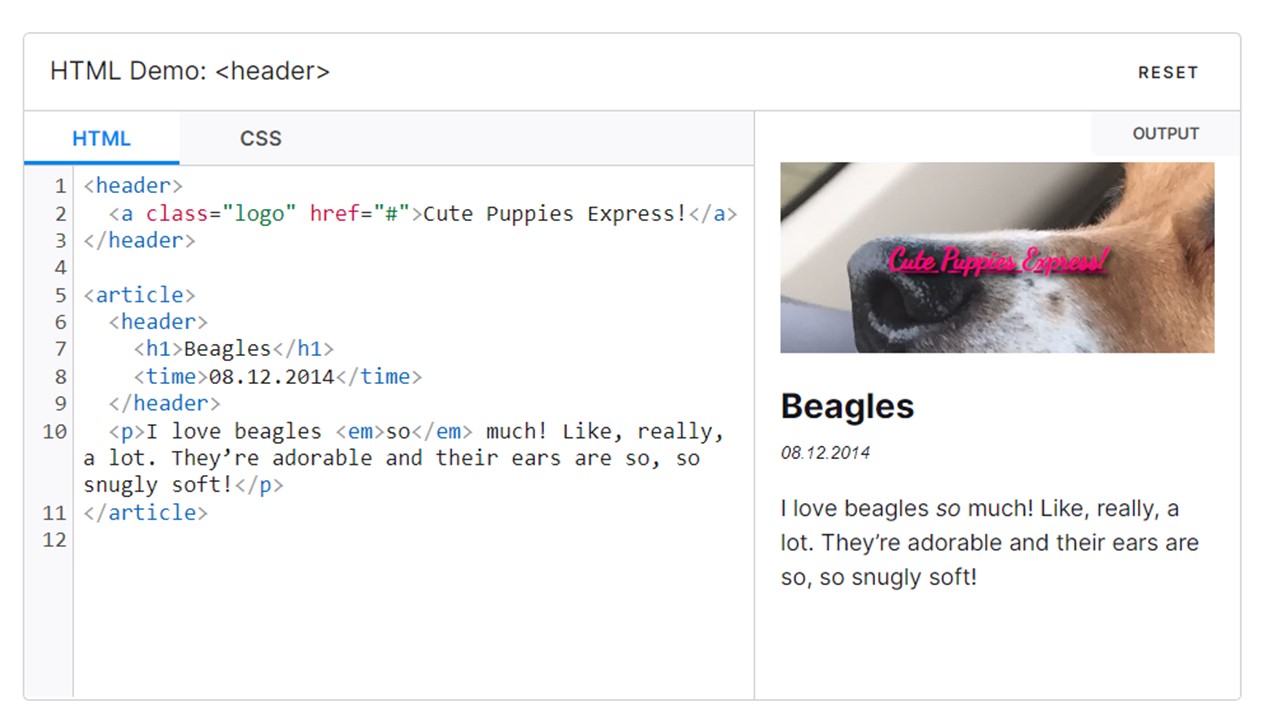 HTML Demo: <header>
RESET
HTML
CSS
OUTPUT
1 <header>
2   <a class="logo" href="#">Cute Puppies Express!</a>
3 </header>
4
5 <article>
6   <header>
7     <h1>Beagles</h1>
8     <time>08.12.2014</time>
9   </header>
10   <p>I love beagles <em>so</em> much! Like, really,
a lot. They’re adorable and their ears are so, so
snugly soft!</p>
11 </article>
12
Cute Puppies Express!
Beagles
08.12.2014
I love beagles so much! Like, really, a
lot. They’re adorable and their ears are
so, so snugly soft!